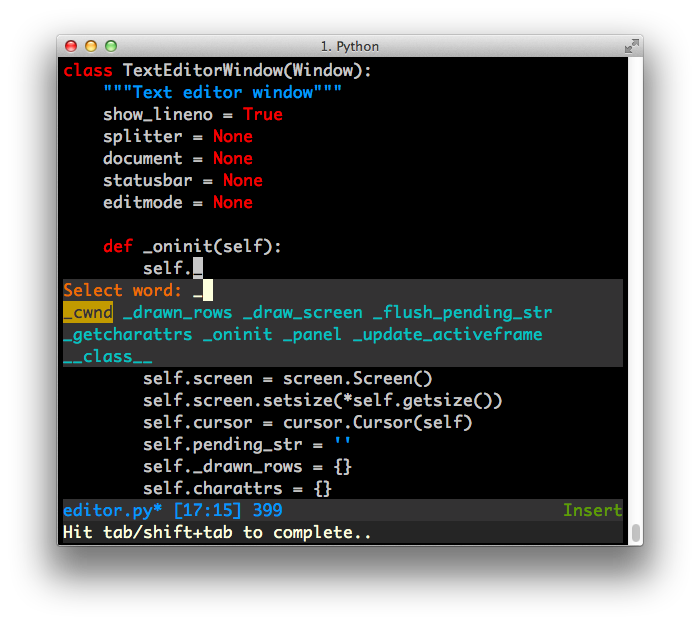 1. Python
class TextEditorWindow(Window):
    """Text editor window"""
    show_lineno = True
    splitter = None
    document = None
    statusbar = None
    editmode = None

    def _oninit(self):
        self._
Select word: _
_cwnd _drawn_rows _draw_screen _flush_pending_str
_getcharattrs _oninit _panel _update_activeframe
__class__
        self.screen = screen.Screen()
        self.screen.setsize(*self.getsize())
        self.cursor = cursor.Cursor(self)
        self.pending_str = ''
        self._drawn_rows = {}
        self.charattrs = {}
editor.py* [17:15] 399 Insert
Hit tab/shift+tab to complete..